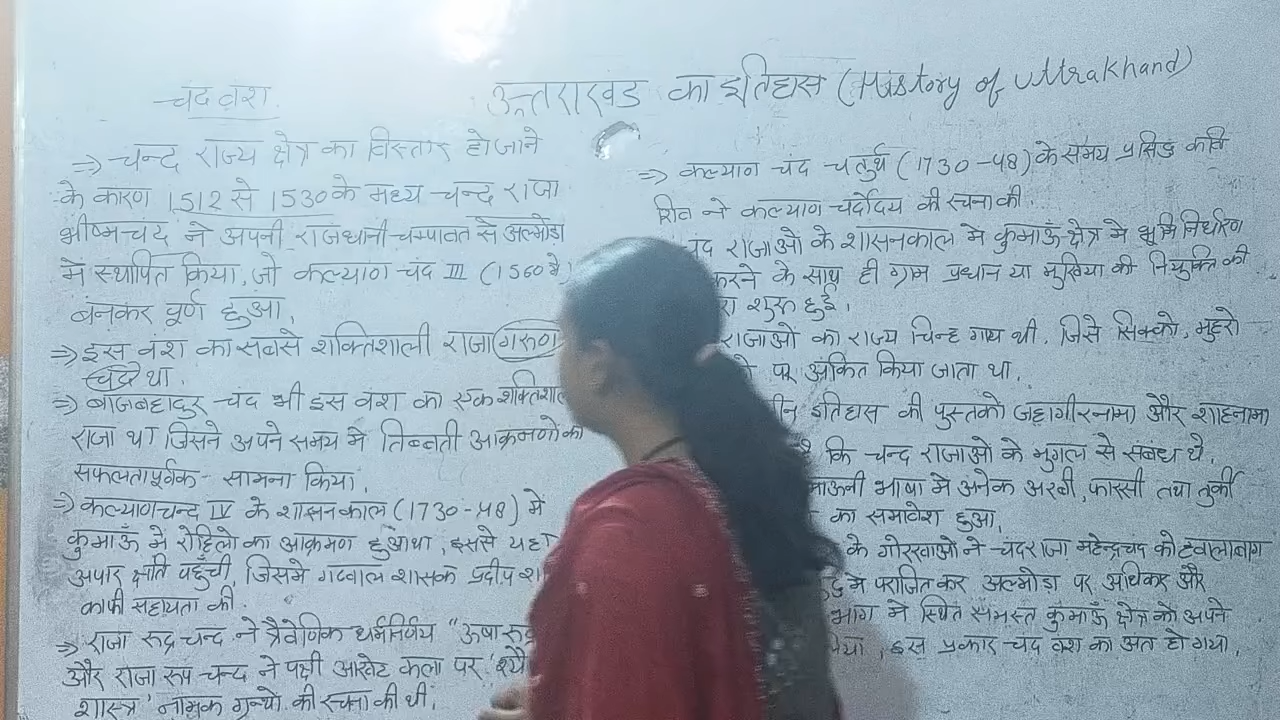 चंद वंश.
उत्तराखंड का इतिहास (History of Uttrakhand)
⇒ चन्द राज्य क्षेत्र का विस्तार हो जाने
के कारण 1512 से 1530 के मध्य चन्द राजा
भीष्मचंद ने अपनी राजधानी चम्पावत से अल्मोड़ा
में स्थापित किया, जो कल्याण चंद III (1560 में)
बनकर पूर्ण हुआ,
⇒ इस वंश का सबसे शक्तिशाली राजा गरूण
चंद्र था.
⇒ बाजबहादुर चंद भी इस वंश का एक
राजा था जिसने अपने समय में तिब्बती आक्रमणों का
सफलतापूर्वक - सामना किया,
⇒ कल्याणचन्द IV के शासनकाल (1730-48) में
कुमाऊँ में रोहिलो का आक्रमण हुआ था, इससे यहाँ
अपार क्षति पहुँची, जिसमें गढवाल शासक प्रदीप
काफी सहायता की.
⇒ राजा रूद्र चन्द ने त्रैवेणिक धर्मनिर्णय "ऊषा
और राजा रूप चन्द ने पक्षी आखेट कला पर
शास्त्र' नामक ग्रन्थो की रचना की थी,
⇒ कल्याण चंद चतुर्थ (1730-48) के समय प्रसिद्ध कवि
शिव ने कल्याण चंद्रोदय की रचना की.
चंद राजाओ के शासनकाल मे कुमाऊँ क्षेत्र मे भूमि निर्धारण
करने के साथ ही ग्राम प्रधान या मुखिया की नियुक्ति की
शुरू हुई,
राजाओ का राज्य चिन्ह गाय थी, जिसे सिक्को, मुहरो
पर अंकित किया जाता था,
इतिहास की पुस्तको जहागीरनामा और शाहनामा
कि चन्द राजाओ के मुगल से संबंध थे,
भाषा मे अनेक अरबी, फारसी तथा तुर्की
का समावेश हुआ,
के गोरखाओ ने चंदराजा महेन्द्रचंद को हवालाबाग
मे पराजित कर अल्मोड़ा पर अधिकर और
भाग में स्थित समस्त कुमाऊँ क्षेत्र को अपने
इस प्रकार चंद वंश का अंत हो गया,